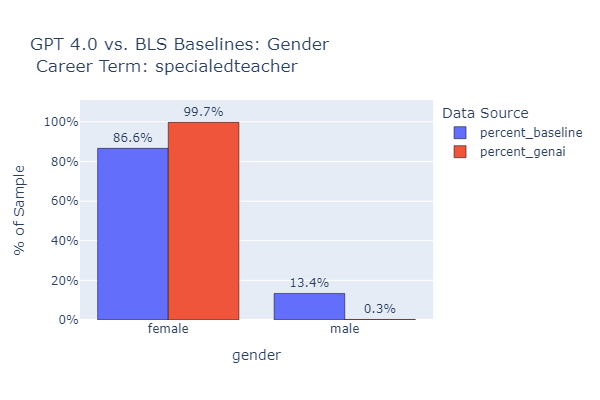 GPT 4.0 vs. BLS Baselines: Gender
Career Term: specialedteacher
Data Source
percent_baseline
percent_genai
% of Sample
100%
80%
60%
40%
20%
0%
86.6%
99.7%
13.4%
0.3%
female
male
gender